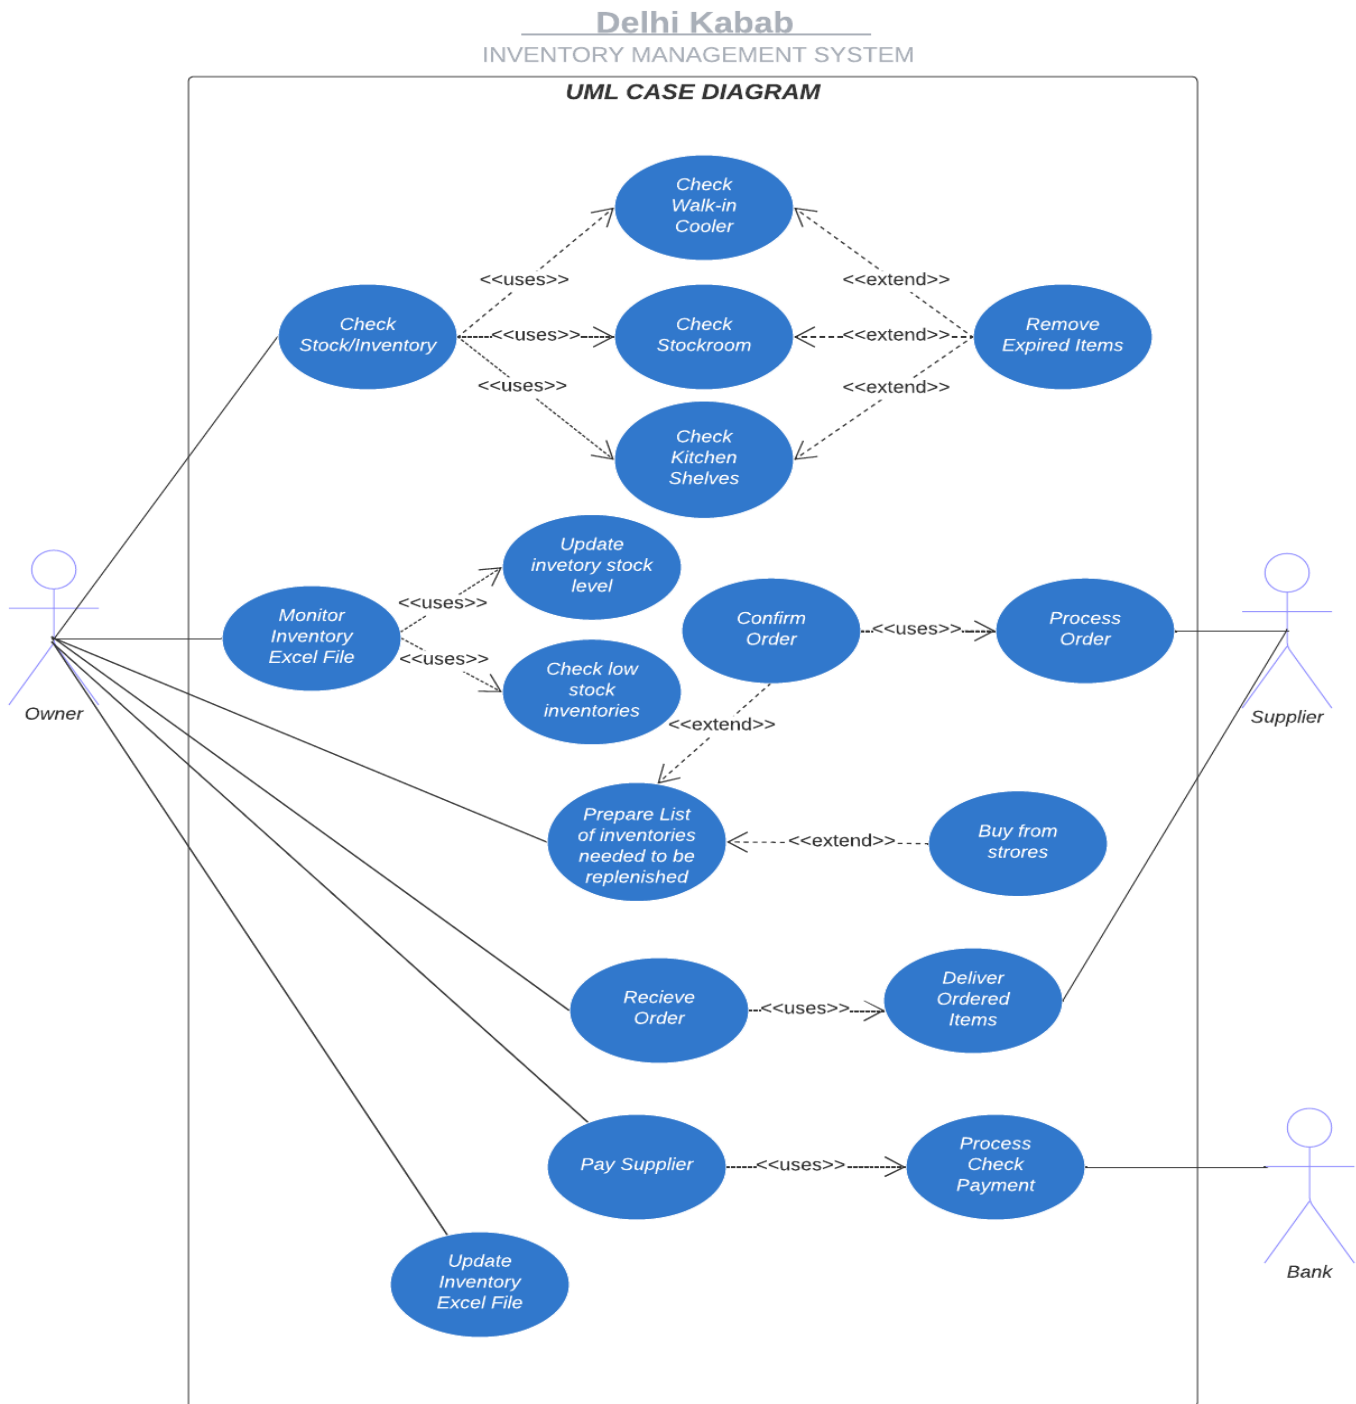 Delhi Kabab
INVENTORY MANAGEMENT SYSTEM
UML CASE DIAGRAM
Check
Walk-in
Cooler
<<uses>>
<<extend>>
Check
Stock/Inventory
<<uses>>
Check
Stockroom
<<extend>>
Remove
Expired Items
<<uses>>
<<extend>>
Check
Kitchen
Shelves
Update
invetory stock
level
Monitor
Inventory
Excel File
<<uses>>
<<uses>>
Check low
stock
inventories
Confirm
Order
<<uses>>
Process
Order
Owner
Supplier
<<extend>>
Prepare List
of inventories
needed to be
replenished
<<extend>>
Buy from
strores
Recieve
Order
<<uses>>
Deliver
Ordered
Items
Pay Supplier
<<uses>>
Process
Check
Payment
Bank
Update
Inventory
Excel File